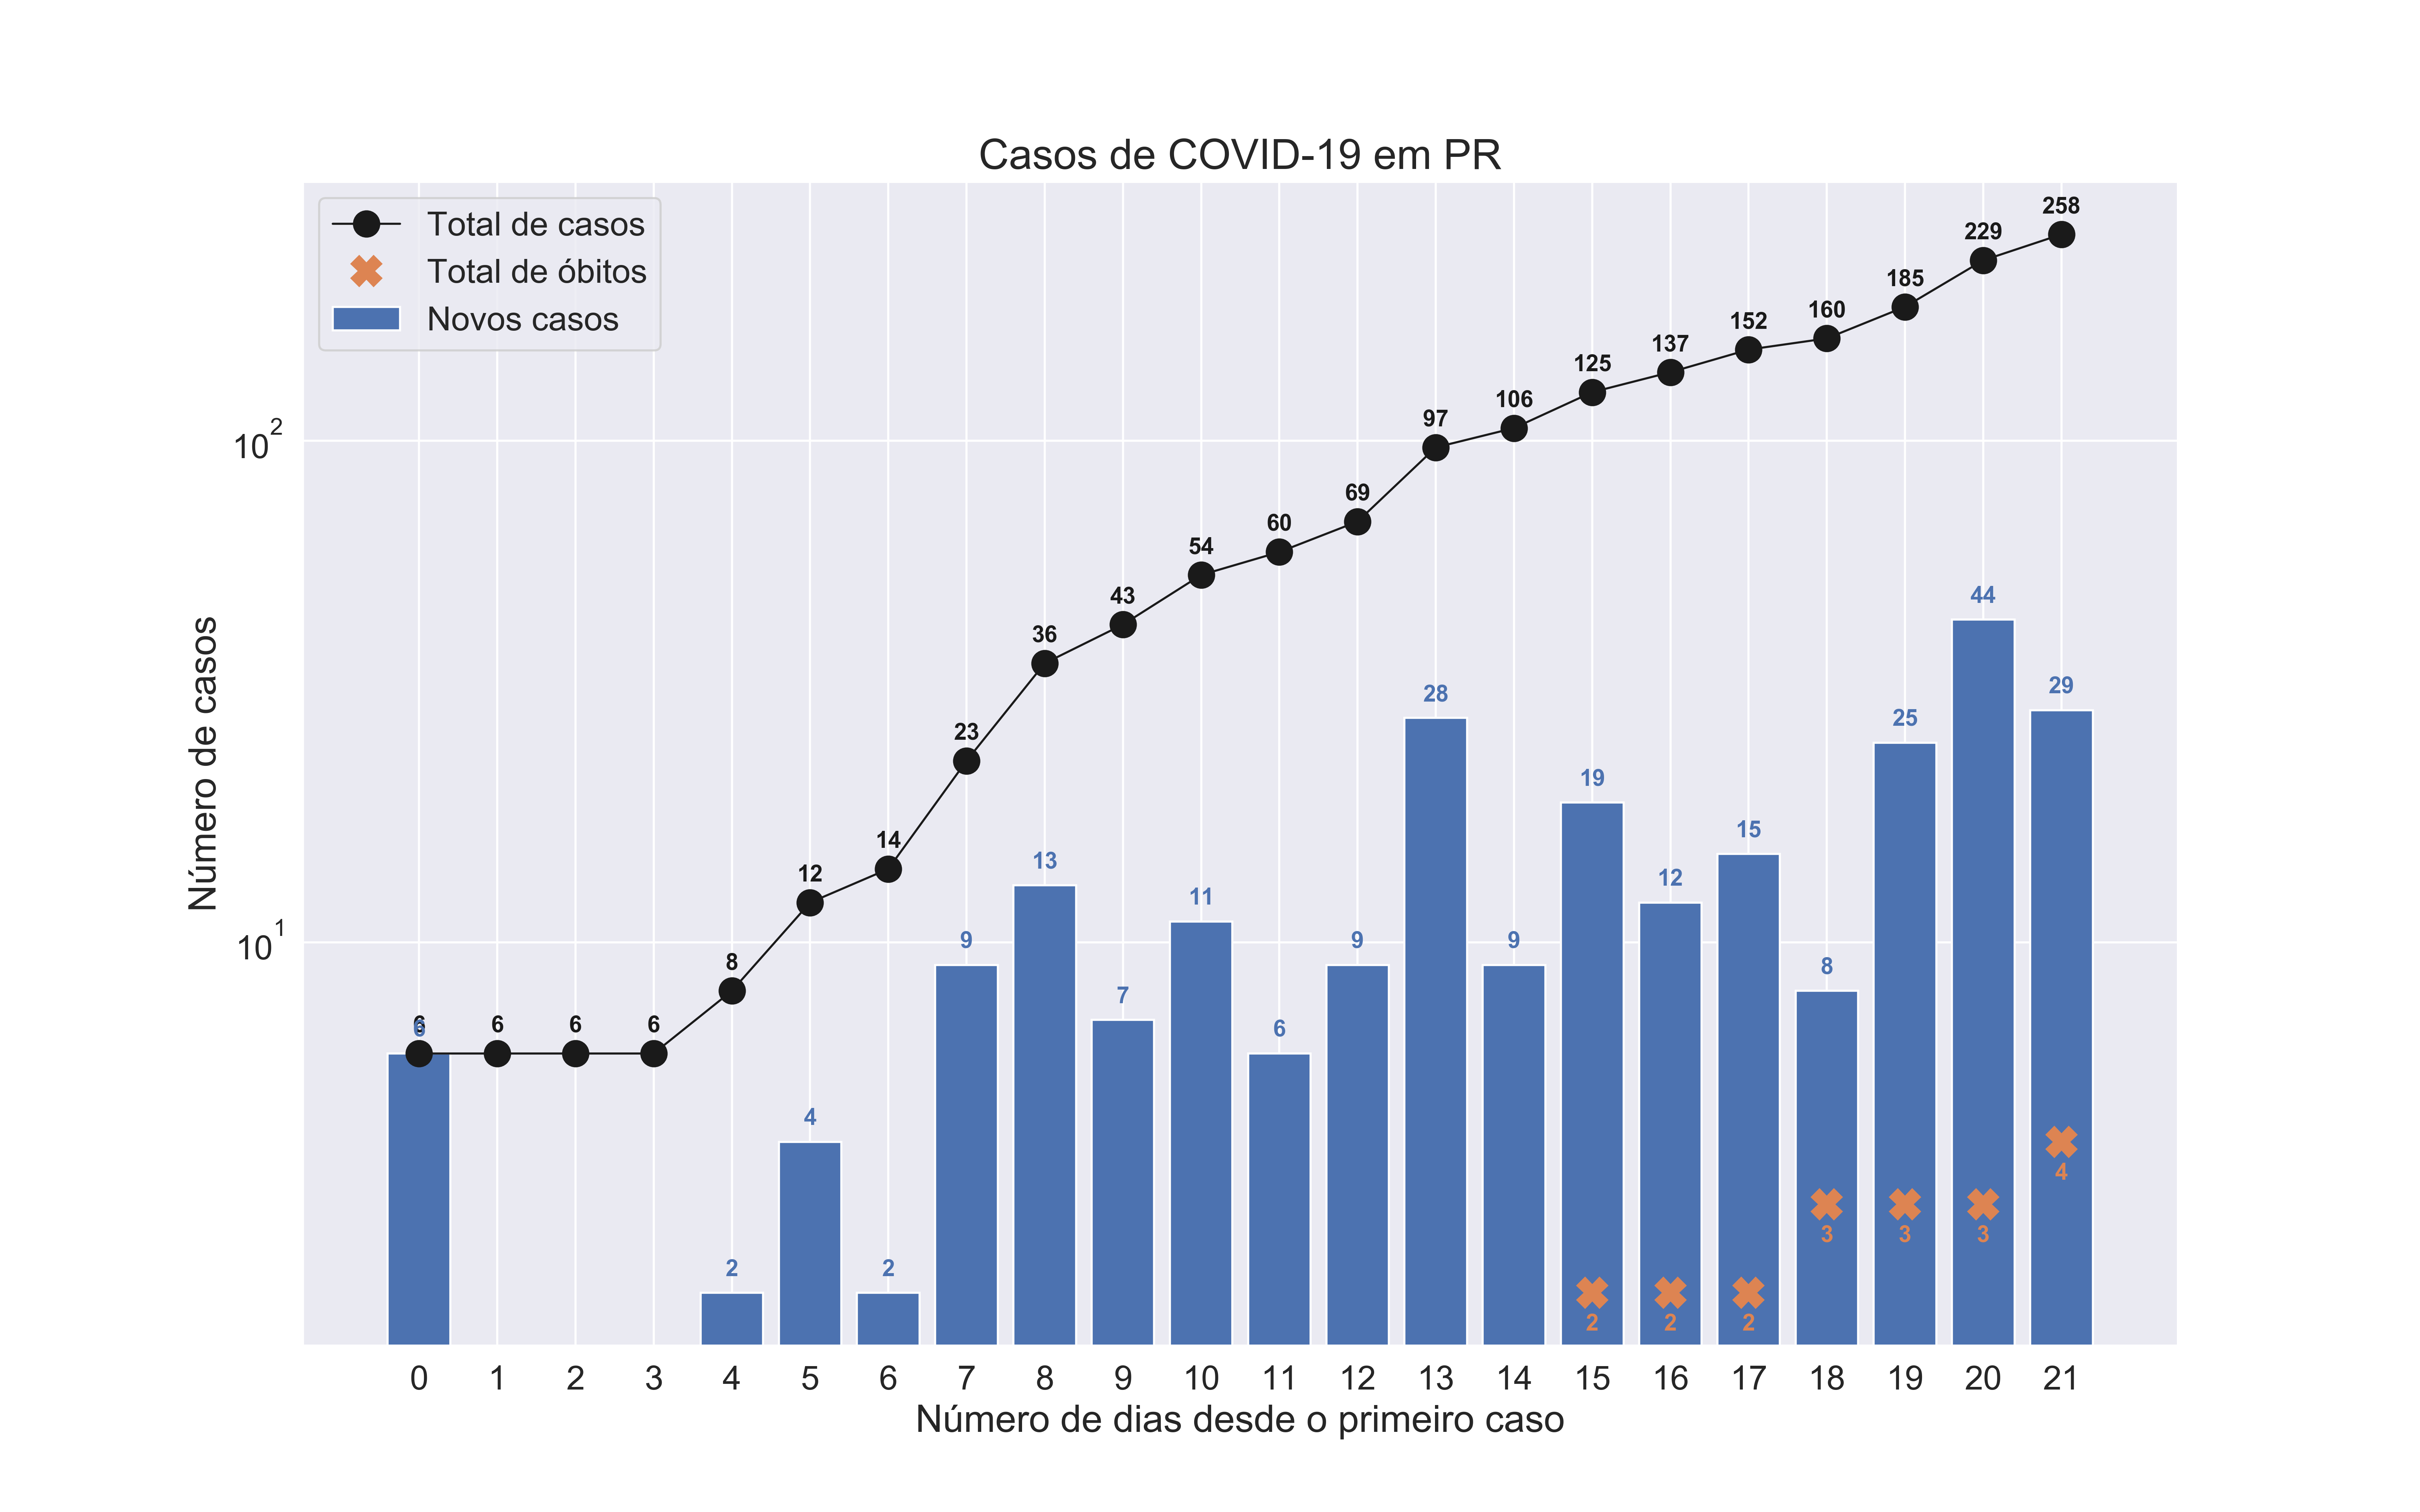 Casos de COVID-19 em PR
Total de casos
Total de óbitos
Novos casos
Número de casos
10²
10¹
6 6 6 6 8 12 14 23 36 43 54 60 69 97 106 125 137 152 160 185 229 258
6 2 4 2 9 13 7 11 6 9 28 9 19 12 15 8 25 44 29
2 2 2 3 3 3 4
0 1 2 3 4 5 6 7 8 9 10 11 12 13 14 15 16 17 18 19 20 21
Número de dias desde o primeiro caso